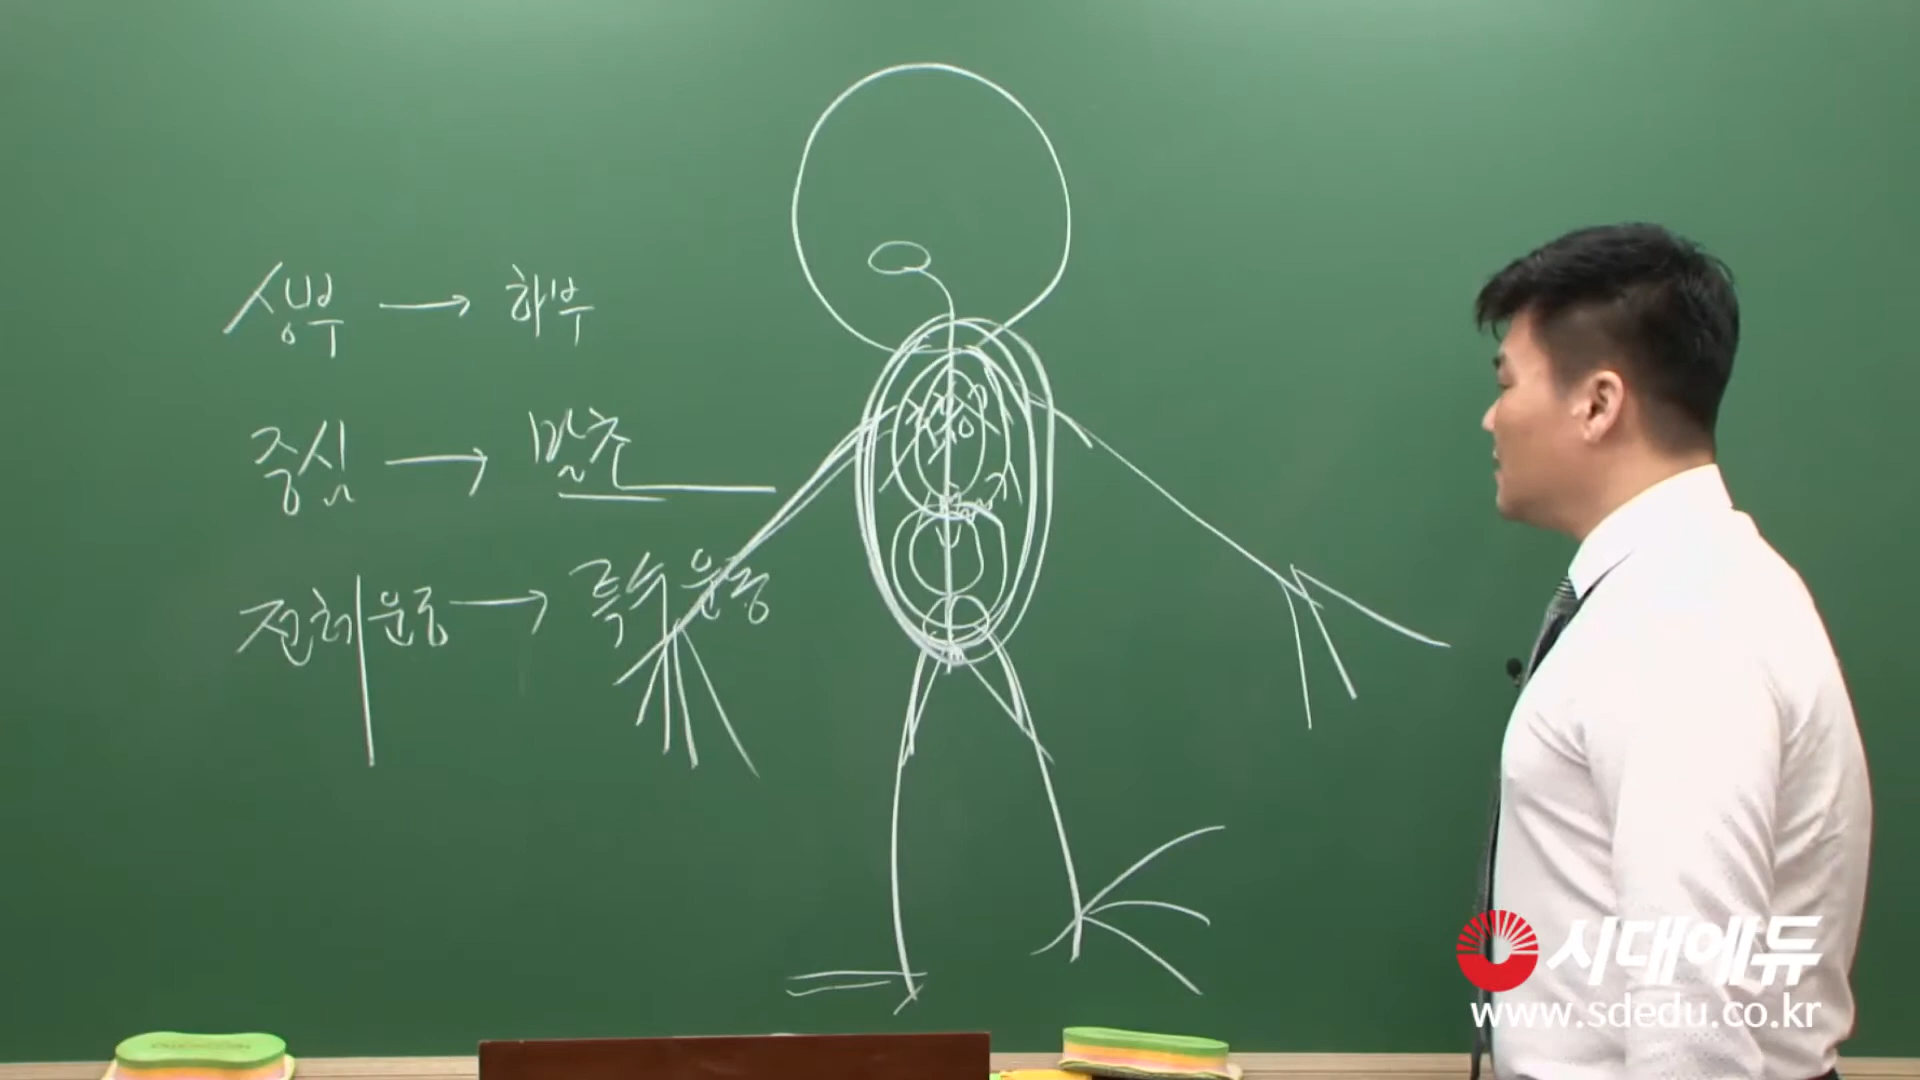 상부 → 하부
중심 → 말초
전체운동 → 특수운동
시대에듀
www.sdedu.co.kr